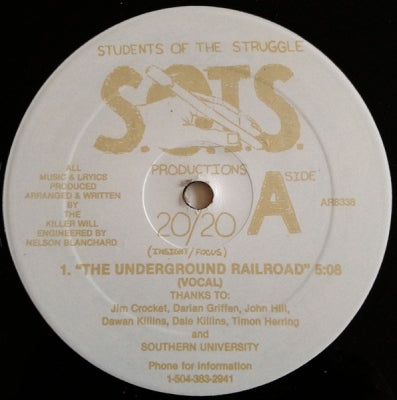 STUDENTS OF THE STRUGGLE
S.O.T.S.
PRODUCTIONS
ALL
MUSIC & LRYICS
PRODUCED
ARRANGED & WRITTEN
BY
THE
KILLER WILL
ENGINEERED BY
NELSON BLANCHARD
20/20
(INSIGHT/FOCUS)
SIDE
A
AR8338
1. "THE UNDERGROUND RAILROAD" 5:08
(VOCAL)
THANKS TO:
Jim Crocket, Darian Griffen, John Hill,
Dawan Killins, Dale Killins, Timon Herring
and
SOUTHERN UNIVERSITY
Phone for information
1-504-383-2941